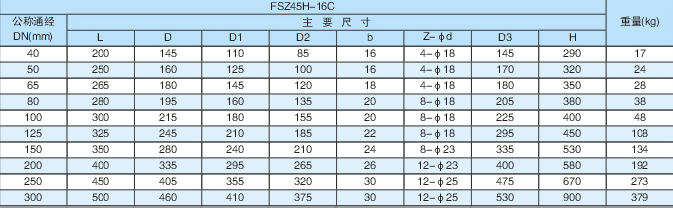 FSZ45H-16C
公称通经 DN(mm) 主 要 尺 寸 重量(kg)
L D D1 D2 b Z-φd D3 H
40 200 145 110 85 16 4-φ18 145 290 17
50 250 160 125 100 16 4-φ18 170 320 24
65 265 180 145 120 18 4-φ18 180 350 28
80 280 195 160 135 20 8-φ18 205 380 38
100 300 215 180 155 20 8-φ18 225 400 48
125 325 245 210 185 22 8-φ18 295 450 108
150 350 280 240 210 24 8-φ23 335 530 134
200 400 335 295 265 26 12-φ23 400 580 192
250 450 405 355 320 30 12-φ25 475 670 273
300 500 460 410 375 30 12-φ25 530 900 379